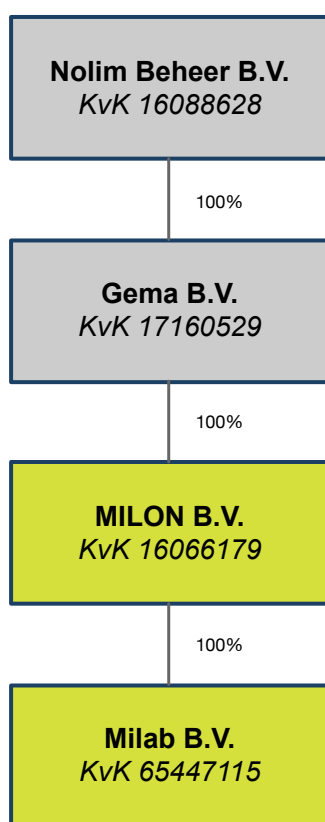 Nolim Beheer B.V.
KvK 16088628
100%
Gema B.V.
KvK 17160529
100%
MILON B.V.
KvK 16066179
100%
Milab B.V.
KvK 65447115